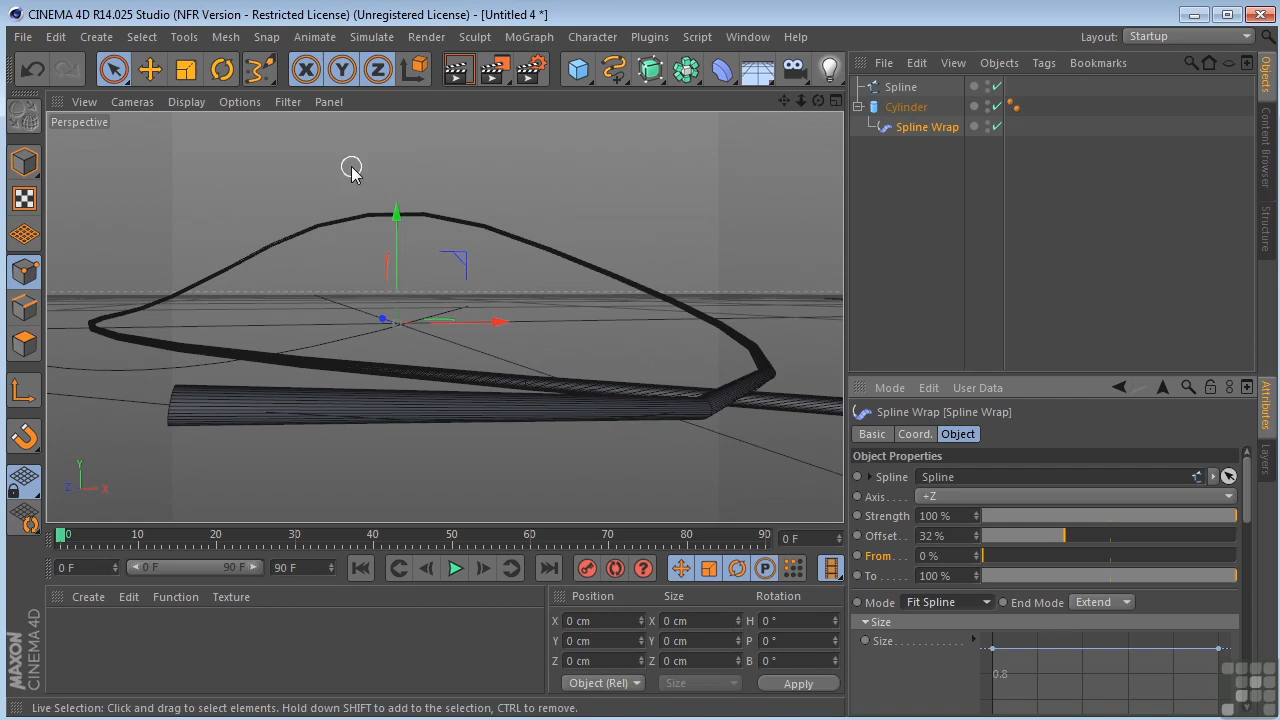 CINEMA 4D R14.025 Studio (NFR Version - Restricted License) (Unregistered License) - [Untitled 4 *]
File Edit Create Select Tools Mesh Snap Animate Simulate Render Sculpt MoGraph Character Plugins Script Window Help Layout: Startup
X Y Z
View Cameras Display Options Filter Panel
Perspective
Y
Z X
0 10 20 30 40 50 60 70 80 90 0 F
0 F 0 F 90 F 90 F
P
Create Edit Function Texture
Position Size Rotation
X 0 cm X 0 cm H 0 °
Y 0 cm Y 0 cm P 0 °
Z 0 cm Z 0 cm B 0 °
Object (Rel) Size Apply
MAXON
CINEMA 4D
Live Selection: Click and drag to select elements. Hold down SHIFT to add to the selection, CTRL to remove.
File Edit View Objects Tags Bookmarks
Spline
Cylinder
Spline Wrap
Objects
Content Browser
Structure
Mode Edit User Data
Spline Wrap [Spline Wrap]
Basic Coord. Object
Object Properties
Spline Spline
Axis. . . . +Z
Strength 100 %
Offset. . 32 %
From. . . 0 %
To . . . . . 100 %
Mode Fit Spline End Mode Extend
Size
Size. . . . . . . . . . . .
0.8
Attributes
Layers